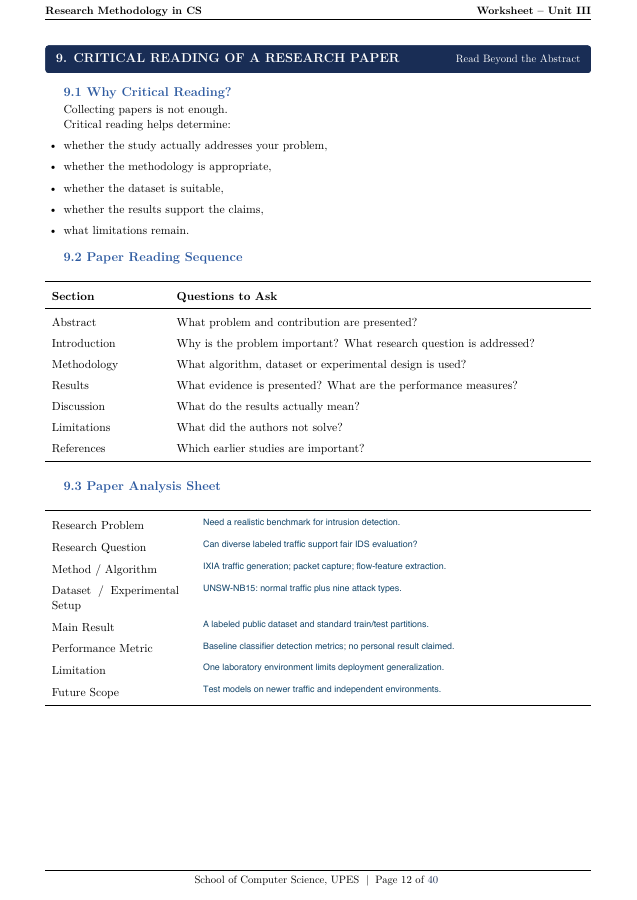 Research Methodology in CS Worksheet – Unit III
9. CRITICAL READING OF A RESEARCH PAPER Read Beyond the Abstract
9.1 Why Critical Reading?
Collecting papers is not enough.
Critical reading helps determine:
• whether the study actually addresses your problem,
• whether the methodology is appropriate,
• whether the dataset is suitable,
• whether the results support the claims,
• what limitations remain.
9.2 Paper Reading Sequence
Section Questions to Ask
Abstract What problem and contribution are presented?
Introduction Why is the problem important? What research question is addressed?
Methodology What algorithm, dataset or experimental design is used?
Results What evidence is presented? What are the performance measures?
Discussion What do the results actually mean?
Limitations What did the authors not solve?
References Which earlier studies are important?
9.3 Paper Analysis Sheet
Research Problem Need a realistic benchmark for intrusion detection.
Research Question Can diverse labeled traffic support fair IDS evaluation?
Method / Algorithm IXIA traffic generation; packet capture; flow-feature extraction.
Dataset / Experimental UNSW-NB15: normal traffic plus nine attack types.
Setup
Main Result A labeled public dataset and standard train/test partitions.
Performance Metric Baseline classifier detection metrics; no personal result claimed.
Limitation One laboratory environment limits deployment generalization.
Future Scope Test models on newer traffic and independent environments.
School of Computer Science, UPES | Page 12 of 40